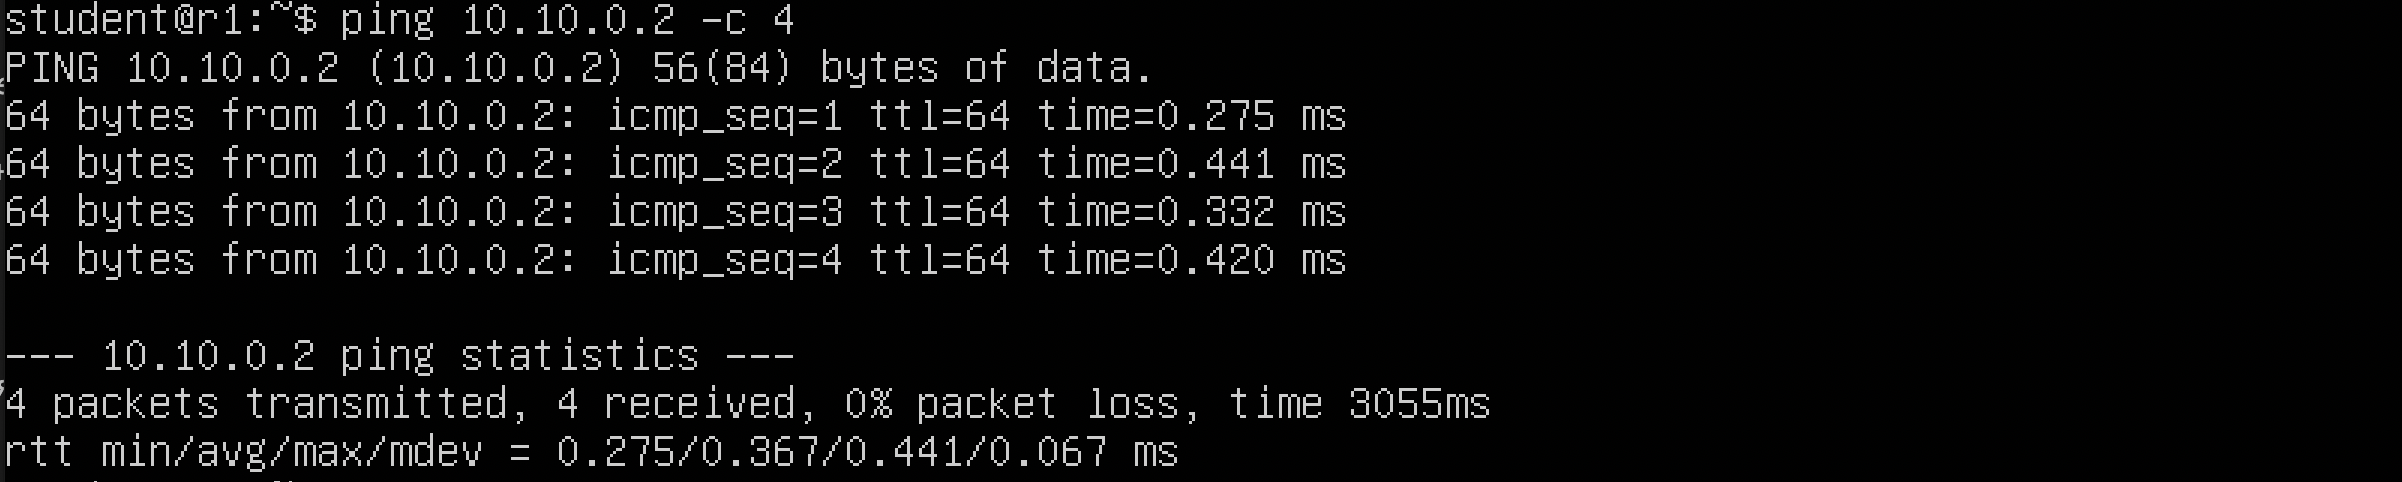 student@r1:~$ ping 10.10.0.2 -c 4
PING 10.10.0.2 (10.10.0.2) 56(84) bytes of data.
64 bytes from 10.10.0.2: icmp_seq=1 ttl=64 time=0.275 ms
64 bytes from 10.10.0.2: icmp_seq=2 ttl=64 time=0.441 ms
64 bytes from 10.10.0.2: icmp_seq=3 ttl=64 time=0.332 ms
64 bytes from 10.10.0.2: icmp_seq=4 ttl=64 time=0.420 ms
--- 10.10.0.2 ping statistics ---
4 packets transmitted, 4 received, 0% packet loss, time 3055ms
rtt min/avg/max/mdev = 0.275/0.367/0.441/0.067 ms